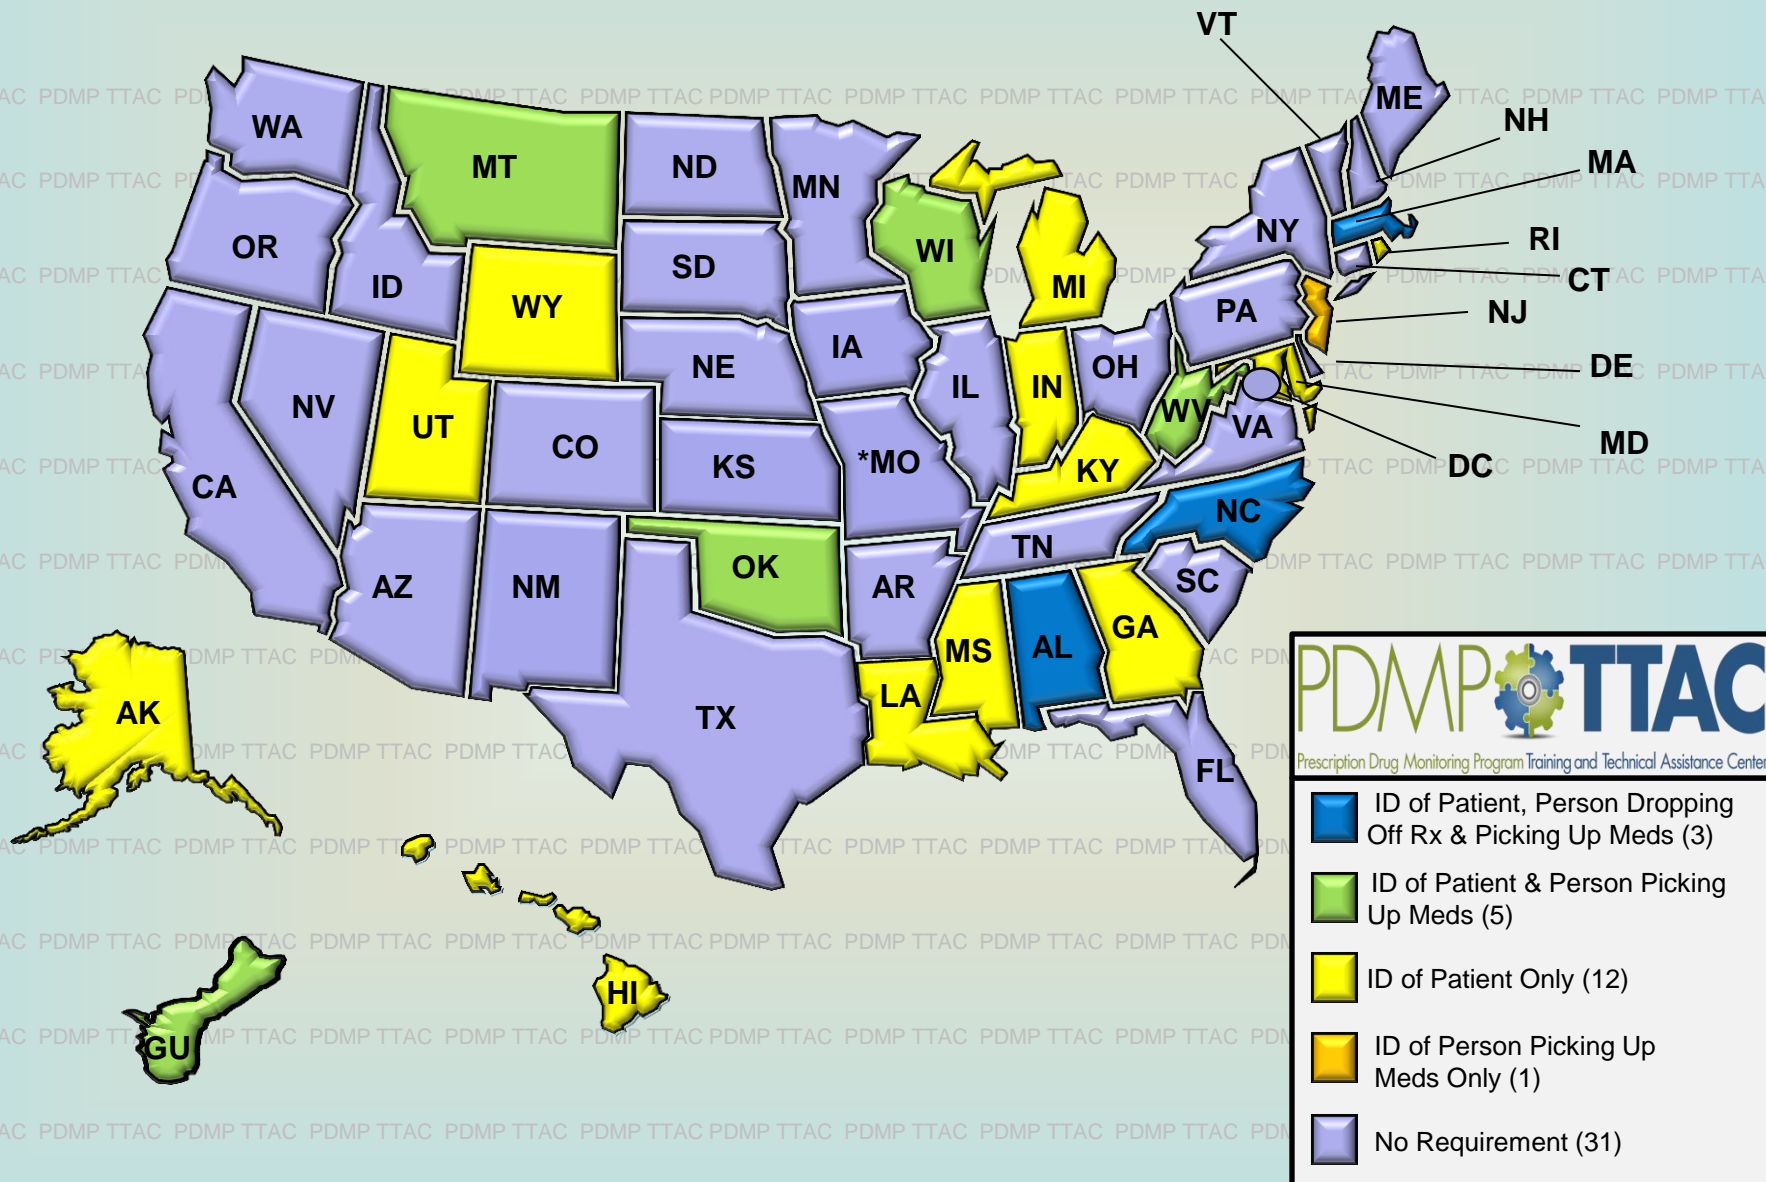 VT
ME
NH
WA
MA
MT
ND
MN
NY
RI
OR
WI
SD
CT
ID
MI
WY
PA
NJ
IA
NE
OH
DE
IL
IN
NV
WV
UT
VA
CO
MD
*MO
KS
KY
DC
CA
NC
TN
OK
SC
AZ
NM
AR
GA
MS
AL
LA
AK
TX
FL
HI
GU
PDMP TTAC
Prescription Drug Monitoring Program Training and Technical Assistance Center
ID of Patient, Person Dropping
Off Rx & Picking Up Meds (3)
ID of Patient & Person Picking
Up Meds (5)
ID of Patient Only (12)
ID of Person Picking Up
Meds Only (1)
No Requirement (31)